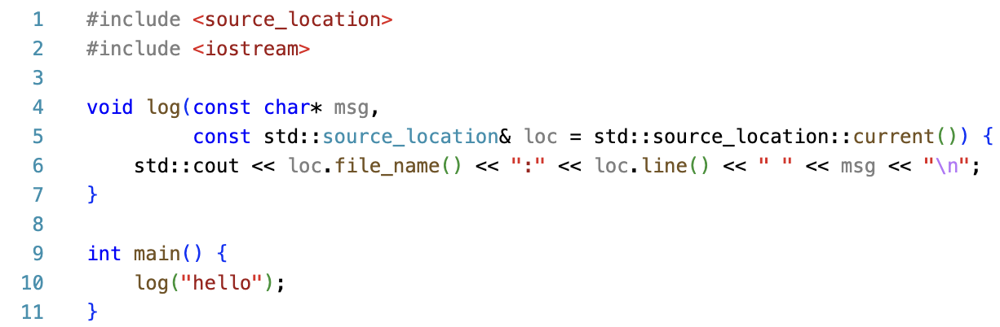 1 #include <source_location>
2 #include <iostream>
3
4 void log(const char* msg,
5          const std::source_location& loc = std::source_location::current()) {
6     std::cout << loc.file_name() << ":" << loc.line() << " " << msg << "\n";
7 }
8
9 int main() {
10     log("hello");
11 }